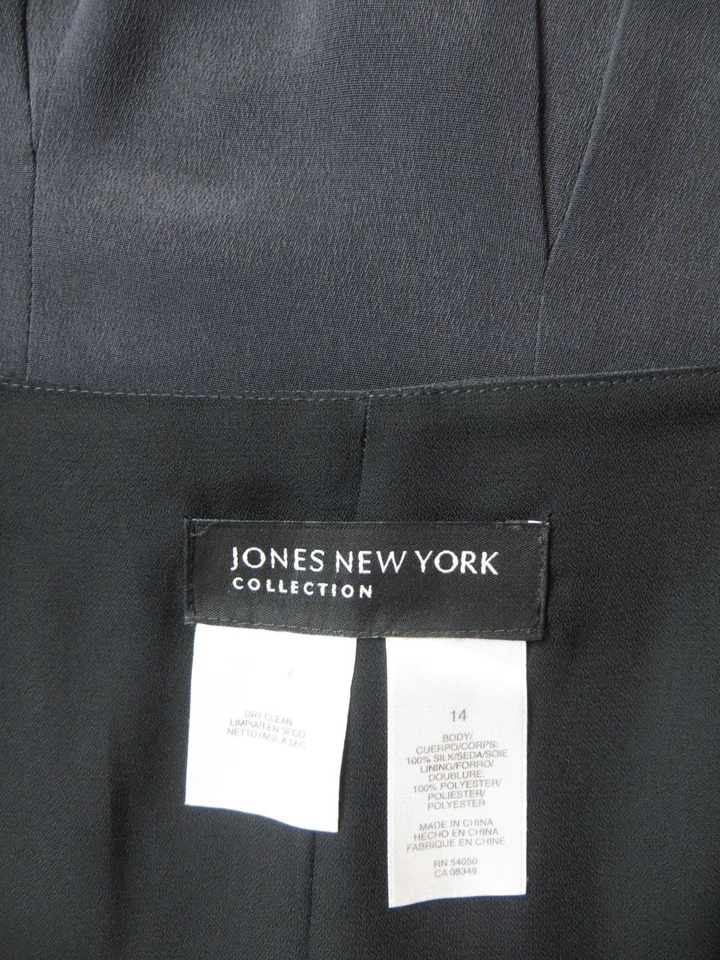 JONES NEW YORK
COLLECTION
DRY CLEAN
LIMPIAR EN SECO
NETTOYAGE A SEC
14
BODY/
CUERPO/CORPS:
100% SILK/SEDA/SOIE
LINING/FORRO/
DOUBLURE:
100% POLYESTER/
POLIESTER/
POLYESTER
MADE IN CHINA
HECHO EN CHINA
FABRIQUE EN CHINE
RN 54050
CA 08349